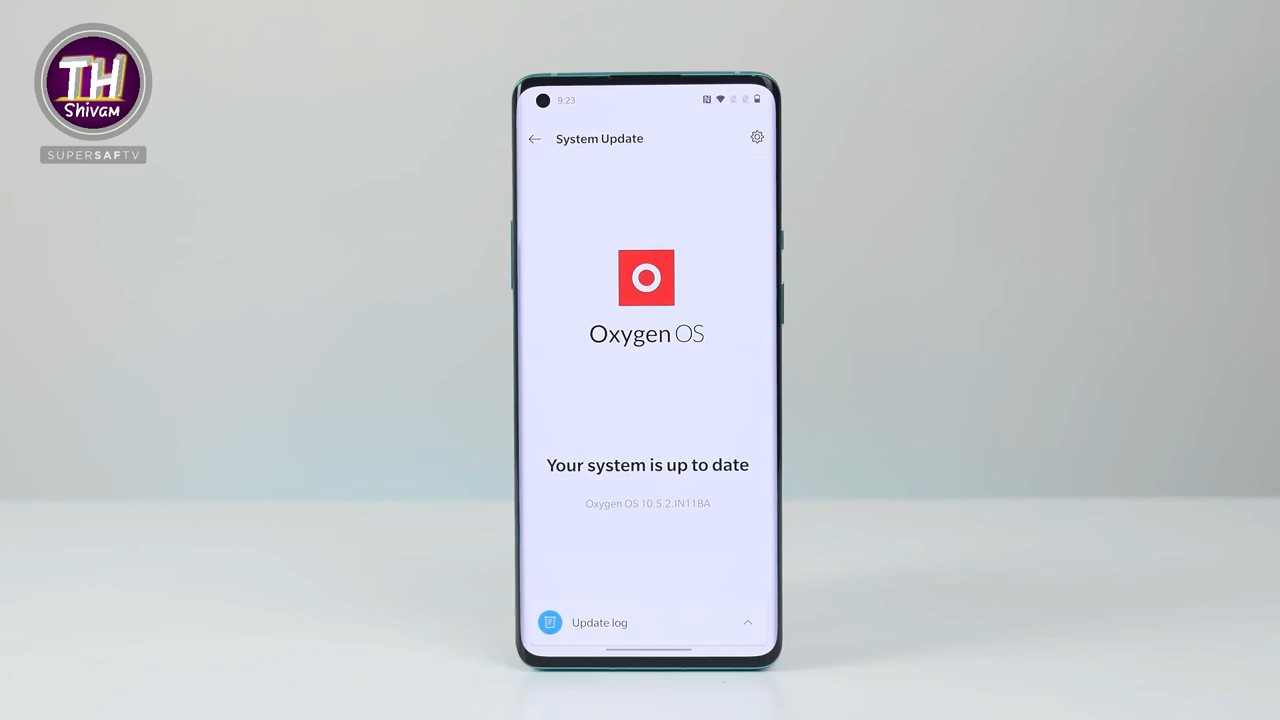 TH
Shivam
SUPERSAFTV
9:23
System Update
Oxygen OS
Your system is up to date
Oxygen OS 10.5.2.IN11BA
Update log